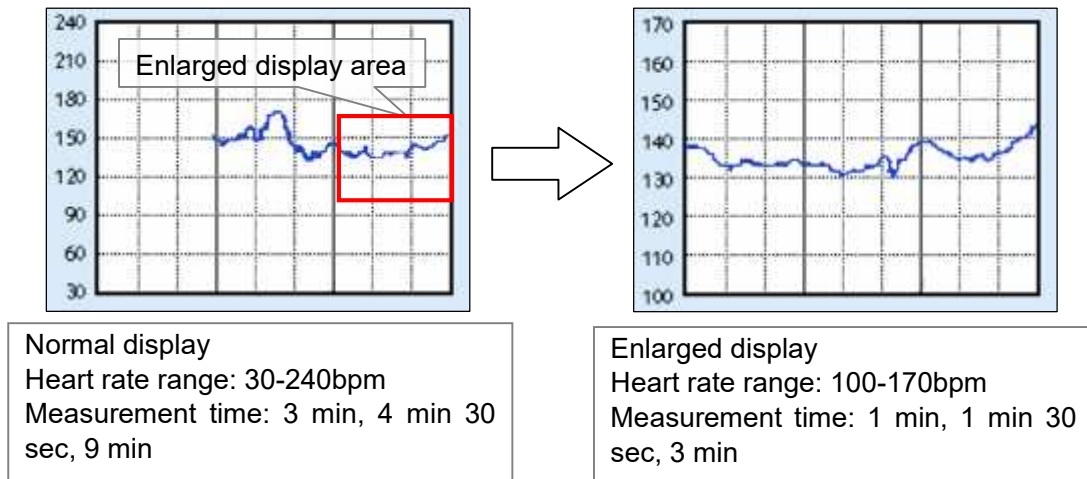 240
210
180
150
120
90
60
30
Enlarged display area
170
160
150
140
130
120
110
100
Normal display
Heart rate range: 30-240bpm
Measurement time: 3 min, 4 min 30
sec, 9 min
Enlarged display
Heart rate range: 100-170bpm
Measurement time: 1 min, 1 min 30
sec, 3 min